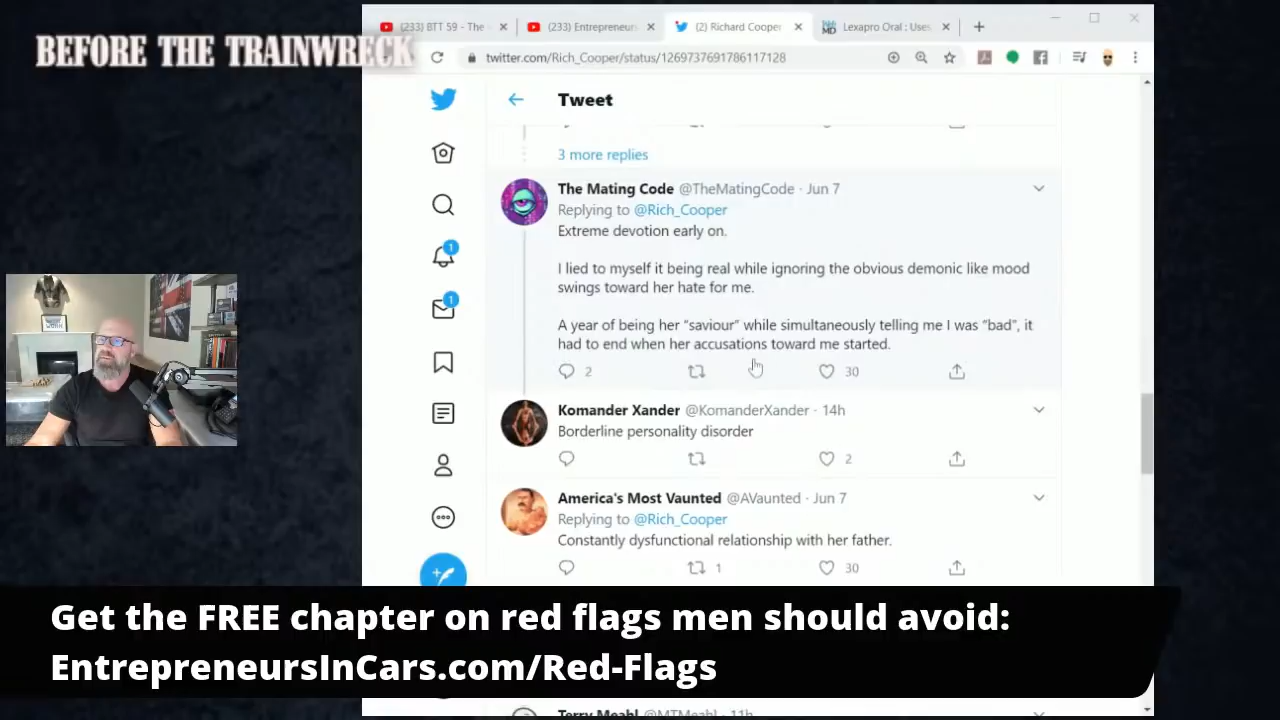 BEFORE THE TRAINWRECK
(233) BTT 59 - The
(233) Entrepreneurs
(2) Richard Cooper
Lexapro Oral : Uses
twitter.com/Rich_Cooper/status/1269737691786117128
Tweet
3 more replies
The Mating Code @TheMatingCode · Jun 7
Replying to @Rich_Cooper
Extreme devotion early on.
I lied to myself it being real while ignoring the obvious demonic like mood
swings toward her hate for me.
A year of being her “saviour” while simultaneously telling me I was “bad”, it
had to end when her accusations toward me started.
2 30
Komander Xander @KomanderXander · 14h
Borderline personality disorder
2
America's Most Vaunted @AVaunted · Jun 7
Replying to @Rich_Cooper
Constantly dysfunctional relationship with her father.
1 30
Get the FREE chapter on red flags men should avoid:
EntrepreneursInCars.com/Red-Flags
Terry Meahl @MTMeahl · 11h